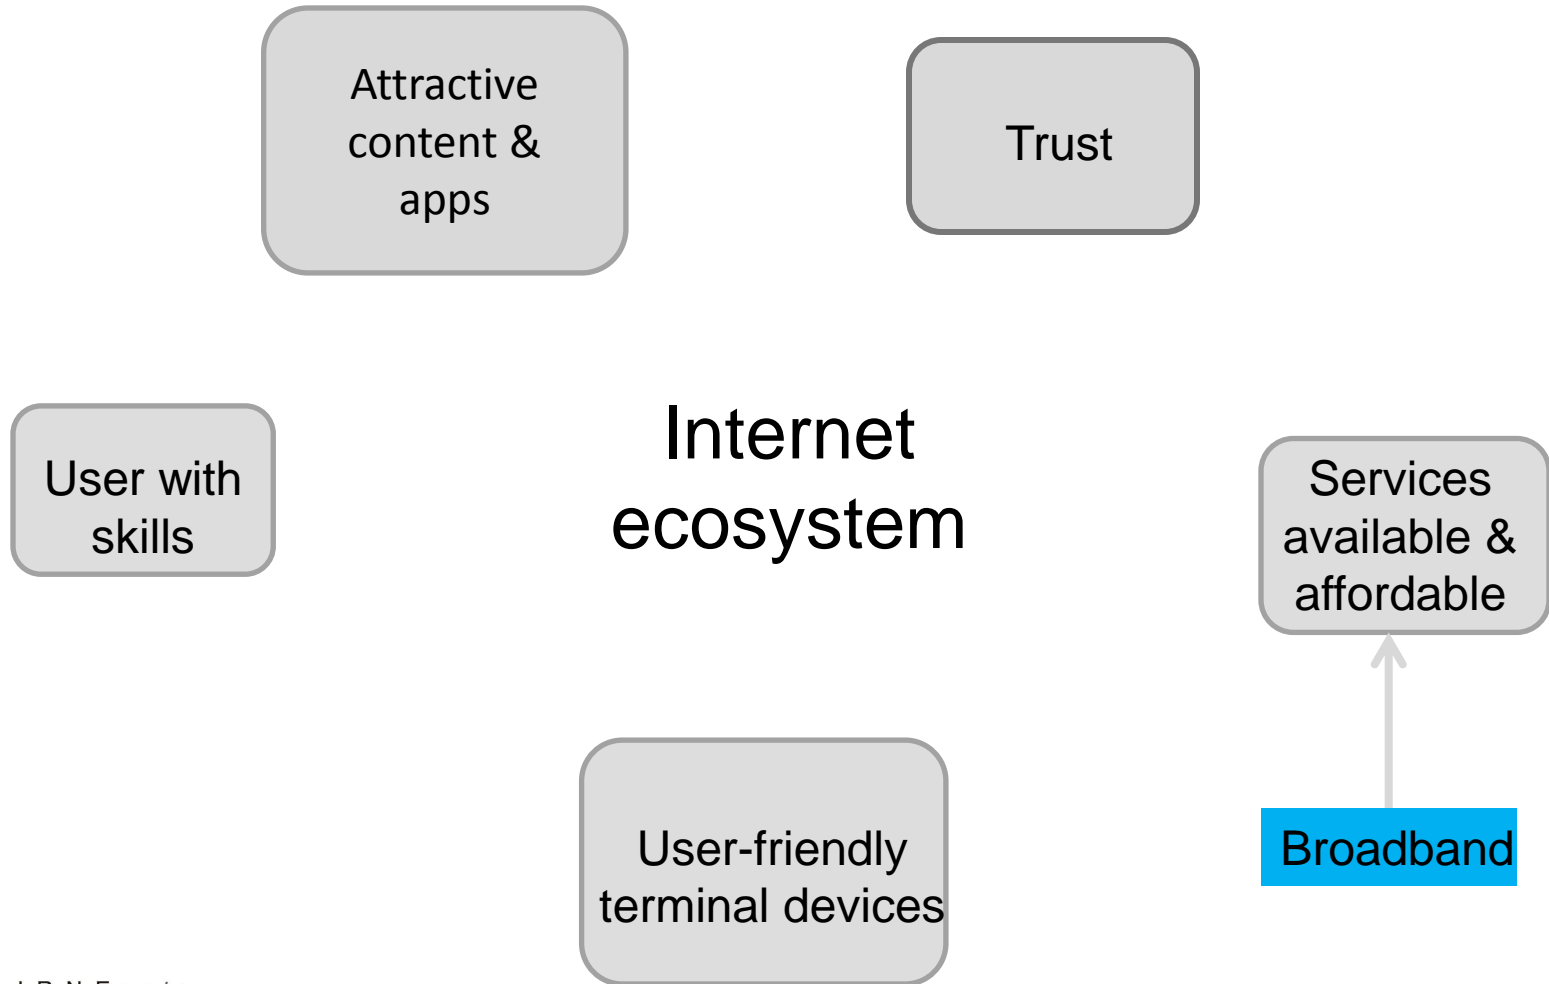 Attractive
content &
apps
Trust
Internet
ecosystem
User with
skills
Services
available &
affordable
Broadband
User-friendly
terminal devices